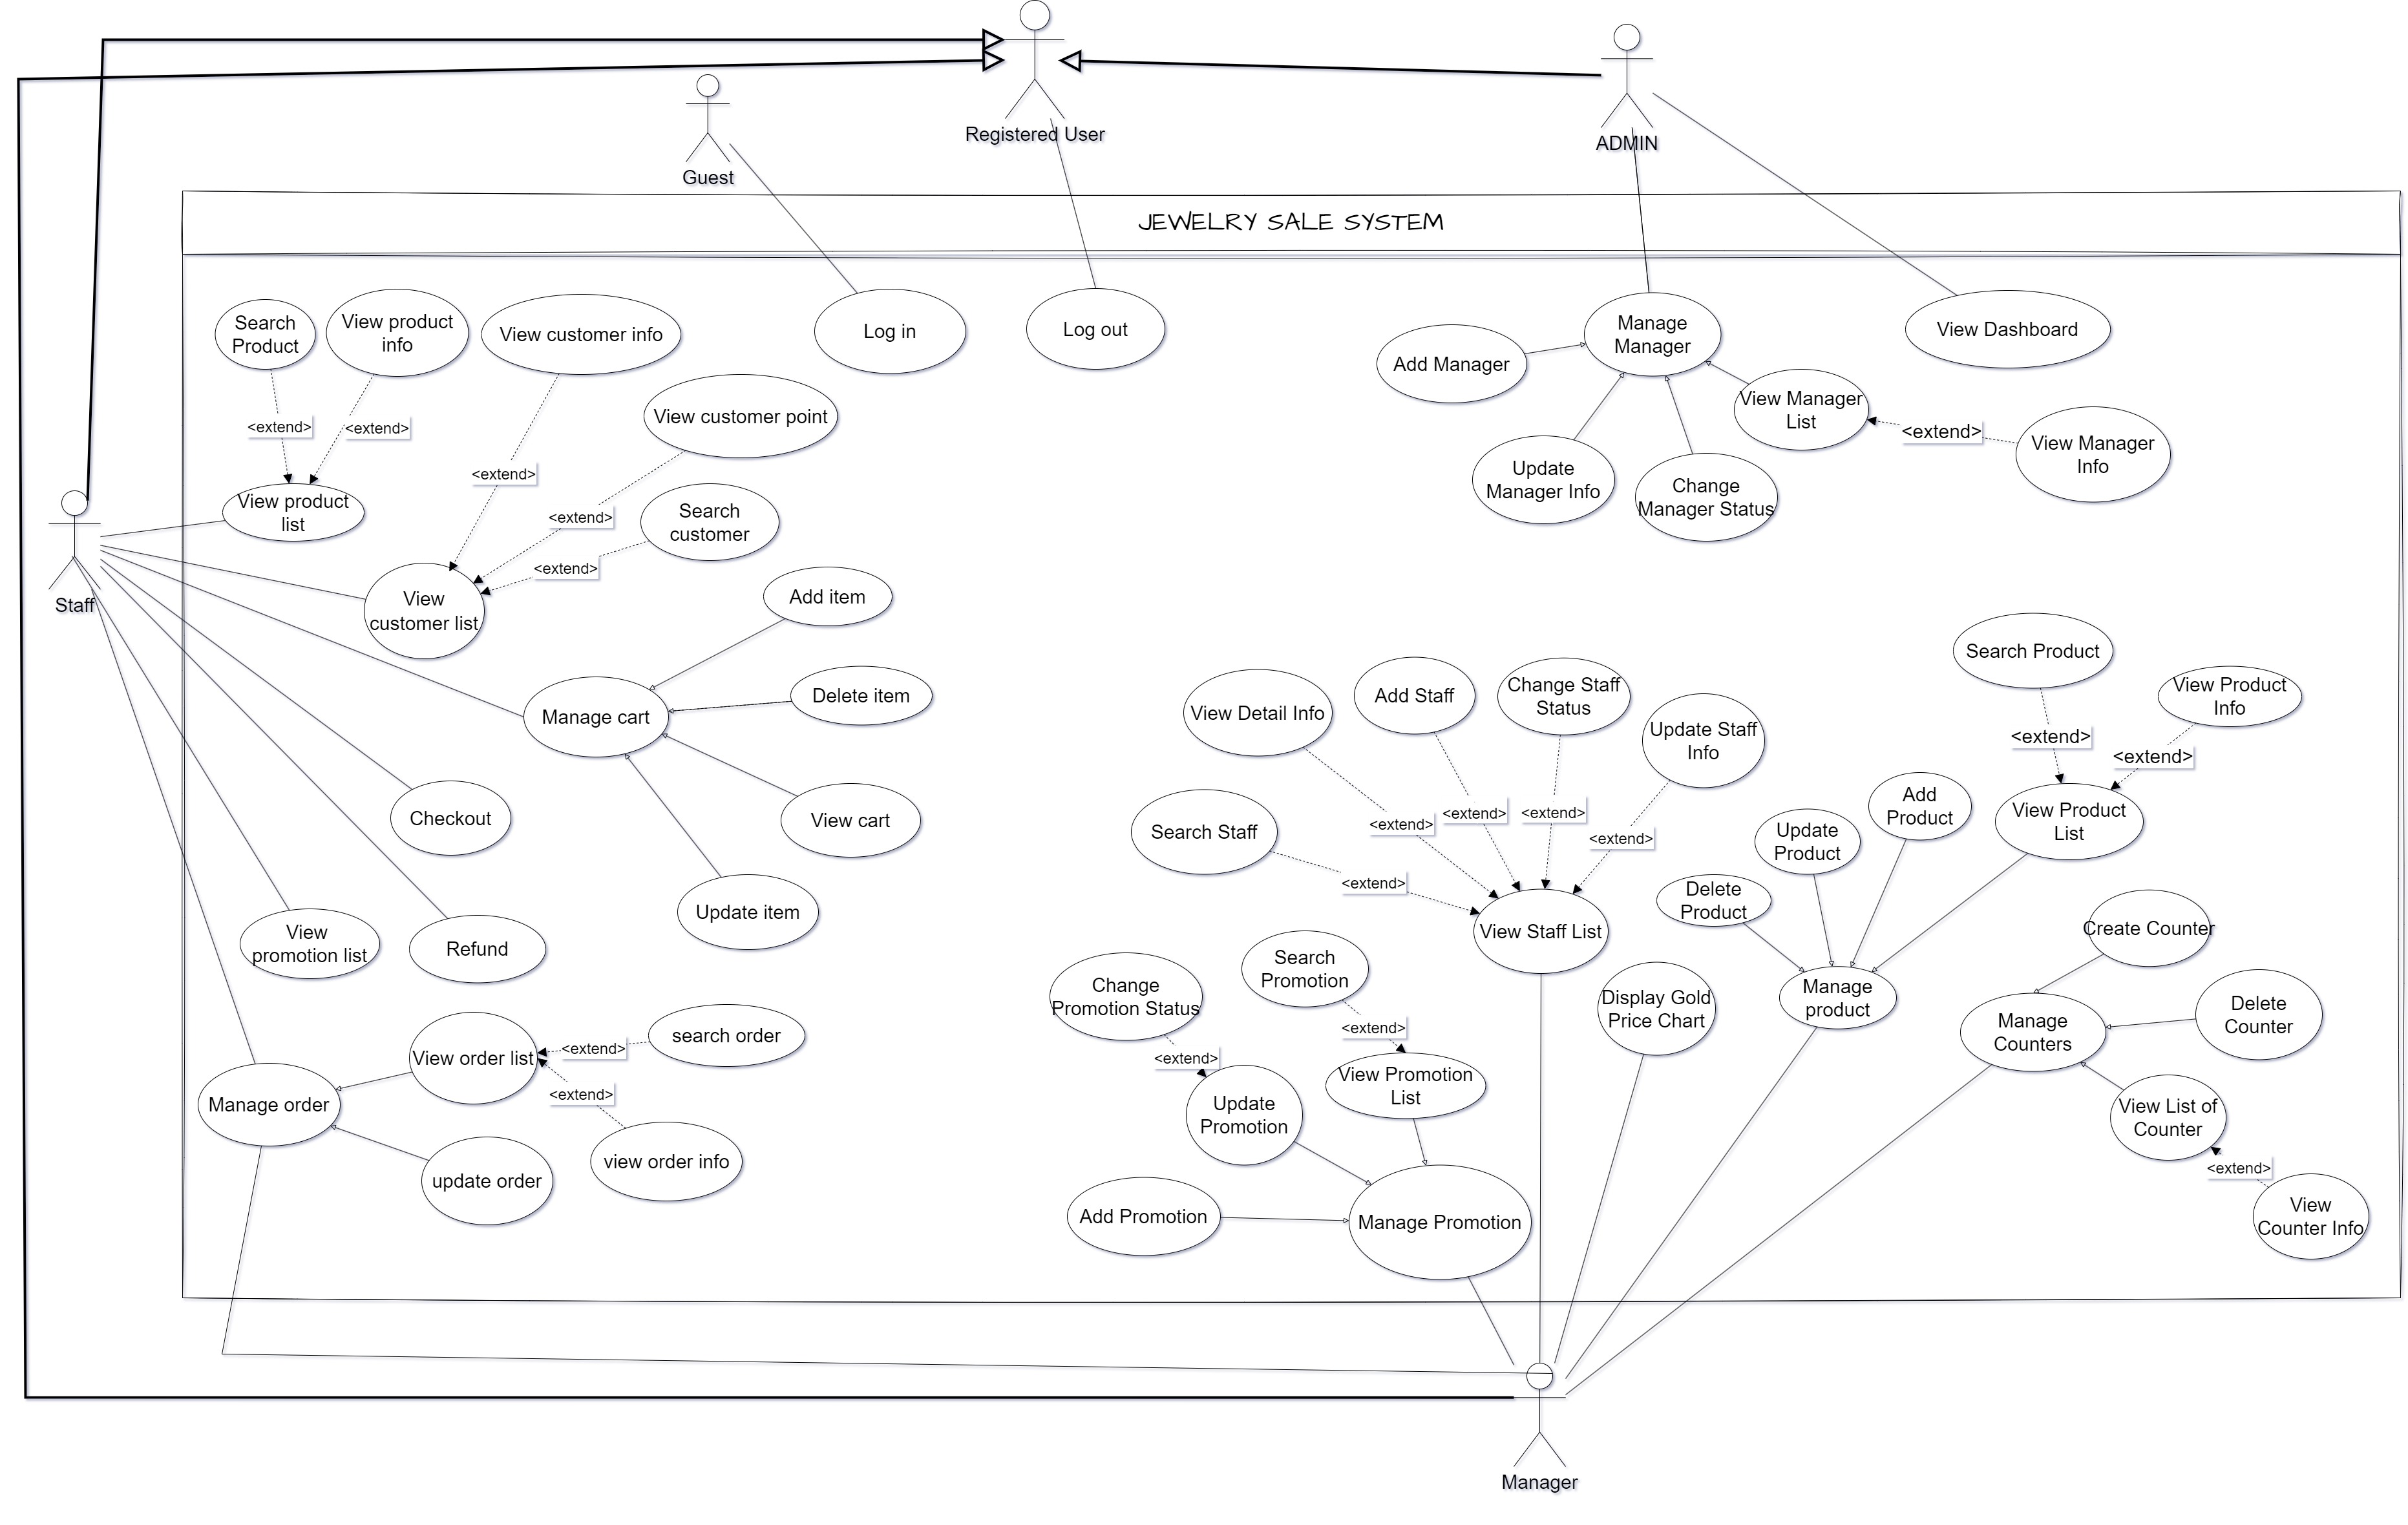 Registered User
ADMIN
Guest
JEWELRY SALE SYSTEM
Search
Product
View product
info
View customer info
Log in
Log out
Manage
Manager
View Dashboard
Add Manager
View customer point
View Manager
List
<extend>
<extend>
<extend>
View Manager
Info
<extend>
Update
Manager Info
Change
Manager Status
View product
list
<extend>
Search
customer
<extend>
Staff
View
customer list
Add item
Search Product
Manage cart
Delete item
View Detail Info
Add Staff
Change Staff
Status
Update Staff
Info
View Product
Info
<extend>
<extend>
Checkout
View cart
Search Staff
<extend>
<extend>
<extend>
<extend>
Update
Product
Add
Product
View Product
List
<extend>
Delete
Product
Update item
View
promotion list
Refund
View Staff List
Create Counter
Search
Promotion
Change
Promotion Status
Display Gold
Price Chart
Manage
product
Delete
Counter
Manage
Counters
View order list
<extend>
search order
<extend>
<extend>
<extend>
View Promotion
List
Manage order
Update
Promotion
View List of
Counter
view order info
update order
<extend>
Add Promotion
Manage Promotion
View
Counter Info
Manager